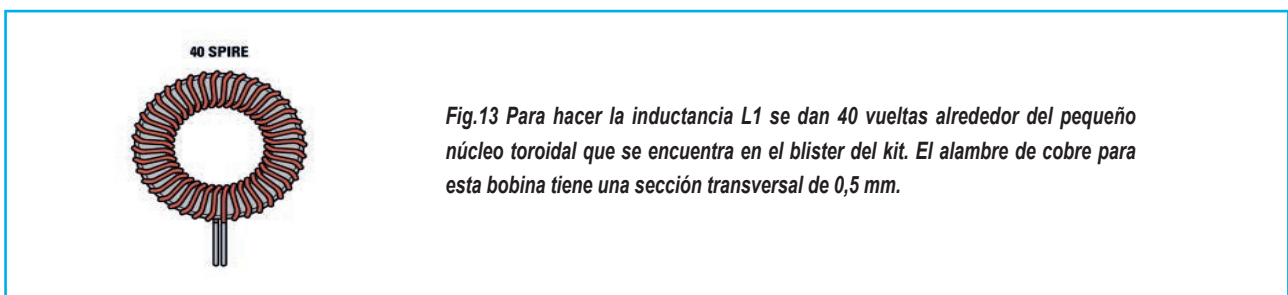 40 SPIRE
Fig.13 Para hacer la inductancia L1 se dan 40 vueltas alrededor del pequeño
núcleo toroidal que se encuentra en el blister del kit. El alambre de cobre para
esta bobina tiene una sección transversal de 0,5 mm.